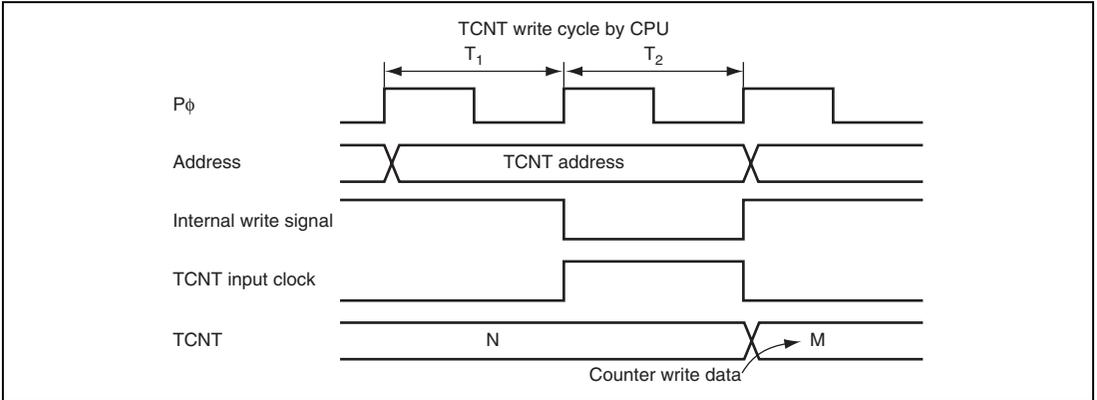 TCNT write cycle by CPU
T1 T2
Pϕ
Address TCNT address
Internal write signal
TCNT input clock
TCNT N M
Counter write data